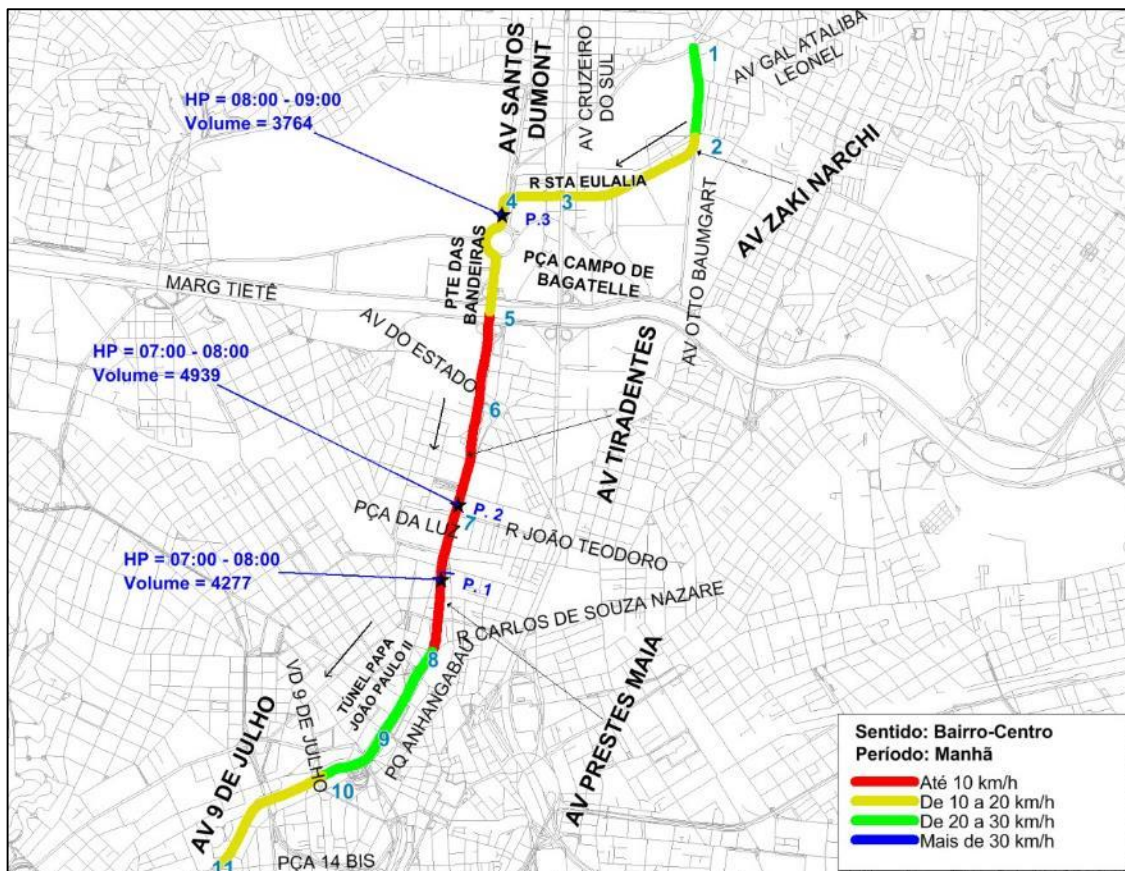 1
AV GAL ATALIBA
LEONEL
AV SANTOS
DUMONT
AV CRUZEIRO
DO SUL
HP = 08:00 - 09:00
Volume = 3764
2
AV ZAKI NARCHI
R STA EULALIA
3
4
P.3
PTE DAS
BANDEIRAS
PÇA CAMPO DE
BAGATELLE
AV OTTO BAUMGART
MARG TIETÊ
5
AV DO ESTADO
HP = 07:00 - 08:00
Volume = 4939
AV TIRADENTES
6
P. 2
7
PÇA DA LUZ
R JOÃO TEODORO
HP = 07:00 - 08:00
Volume = 4277
P. 1
R CARLOS DE SOUZA NAZARE
8
TÚNEL PAPA
JOÃO PAULO II
PQ ANHANGABAÚ
AV PRESTES MAIA
VD 9 DE JULHO
9
10
AV 9 DE JULHO
11
PÇA 14 BIS
Sentido: Bairro-Centro
Período: Manhã
Até 10 km/h
De 10 a 20 km/h
De 20 a 30 km/h
Mais de 30 km/h